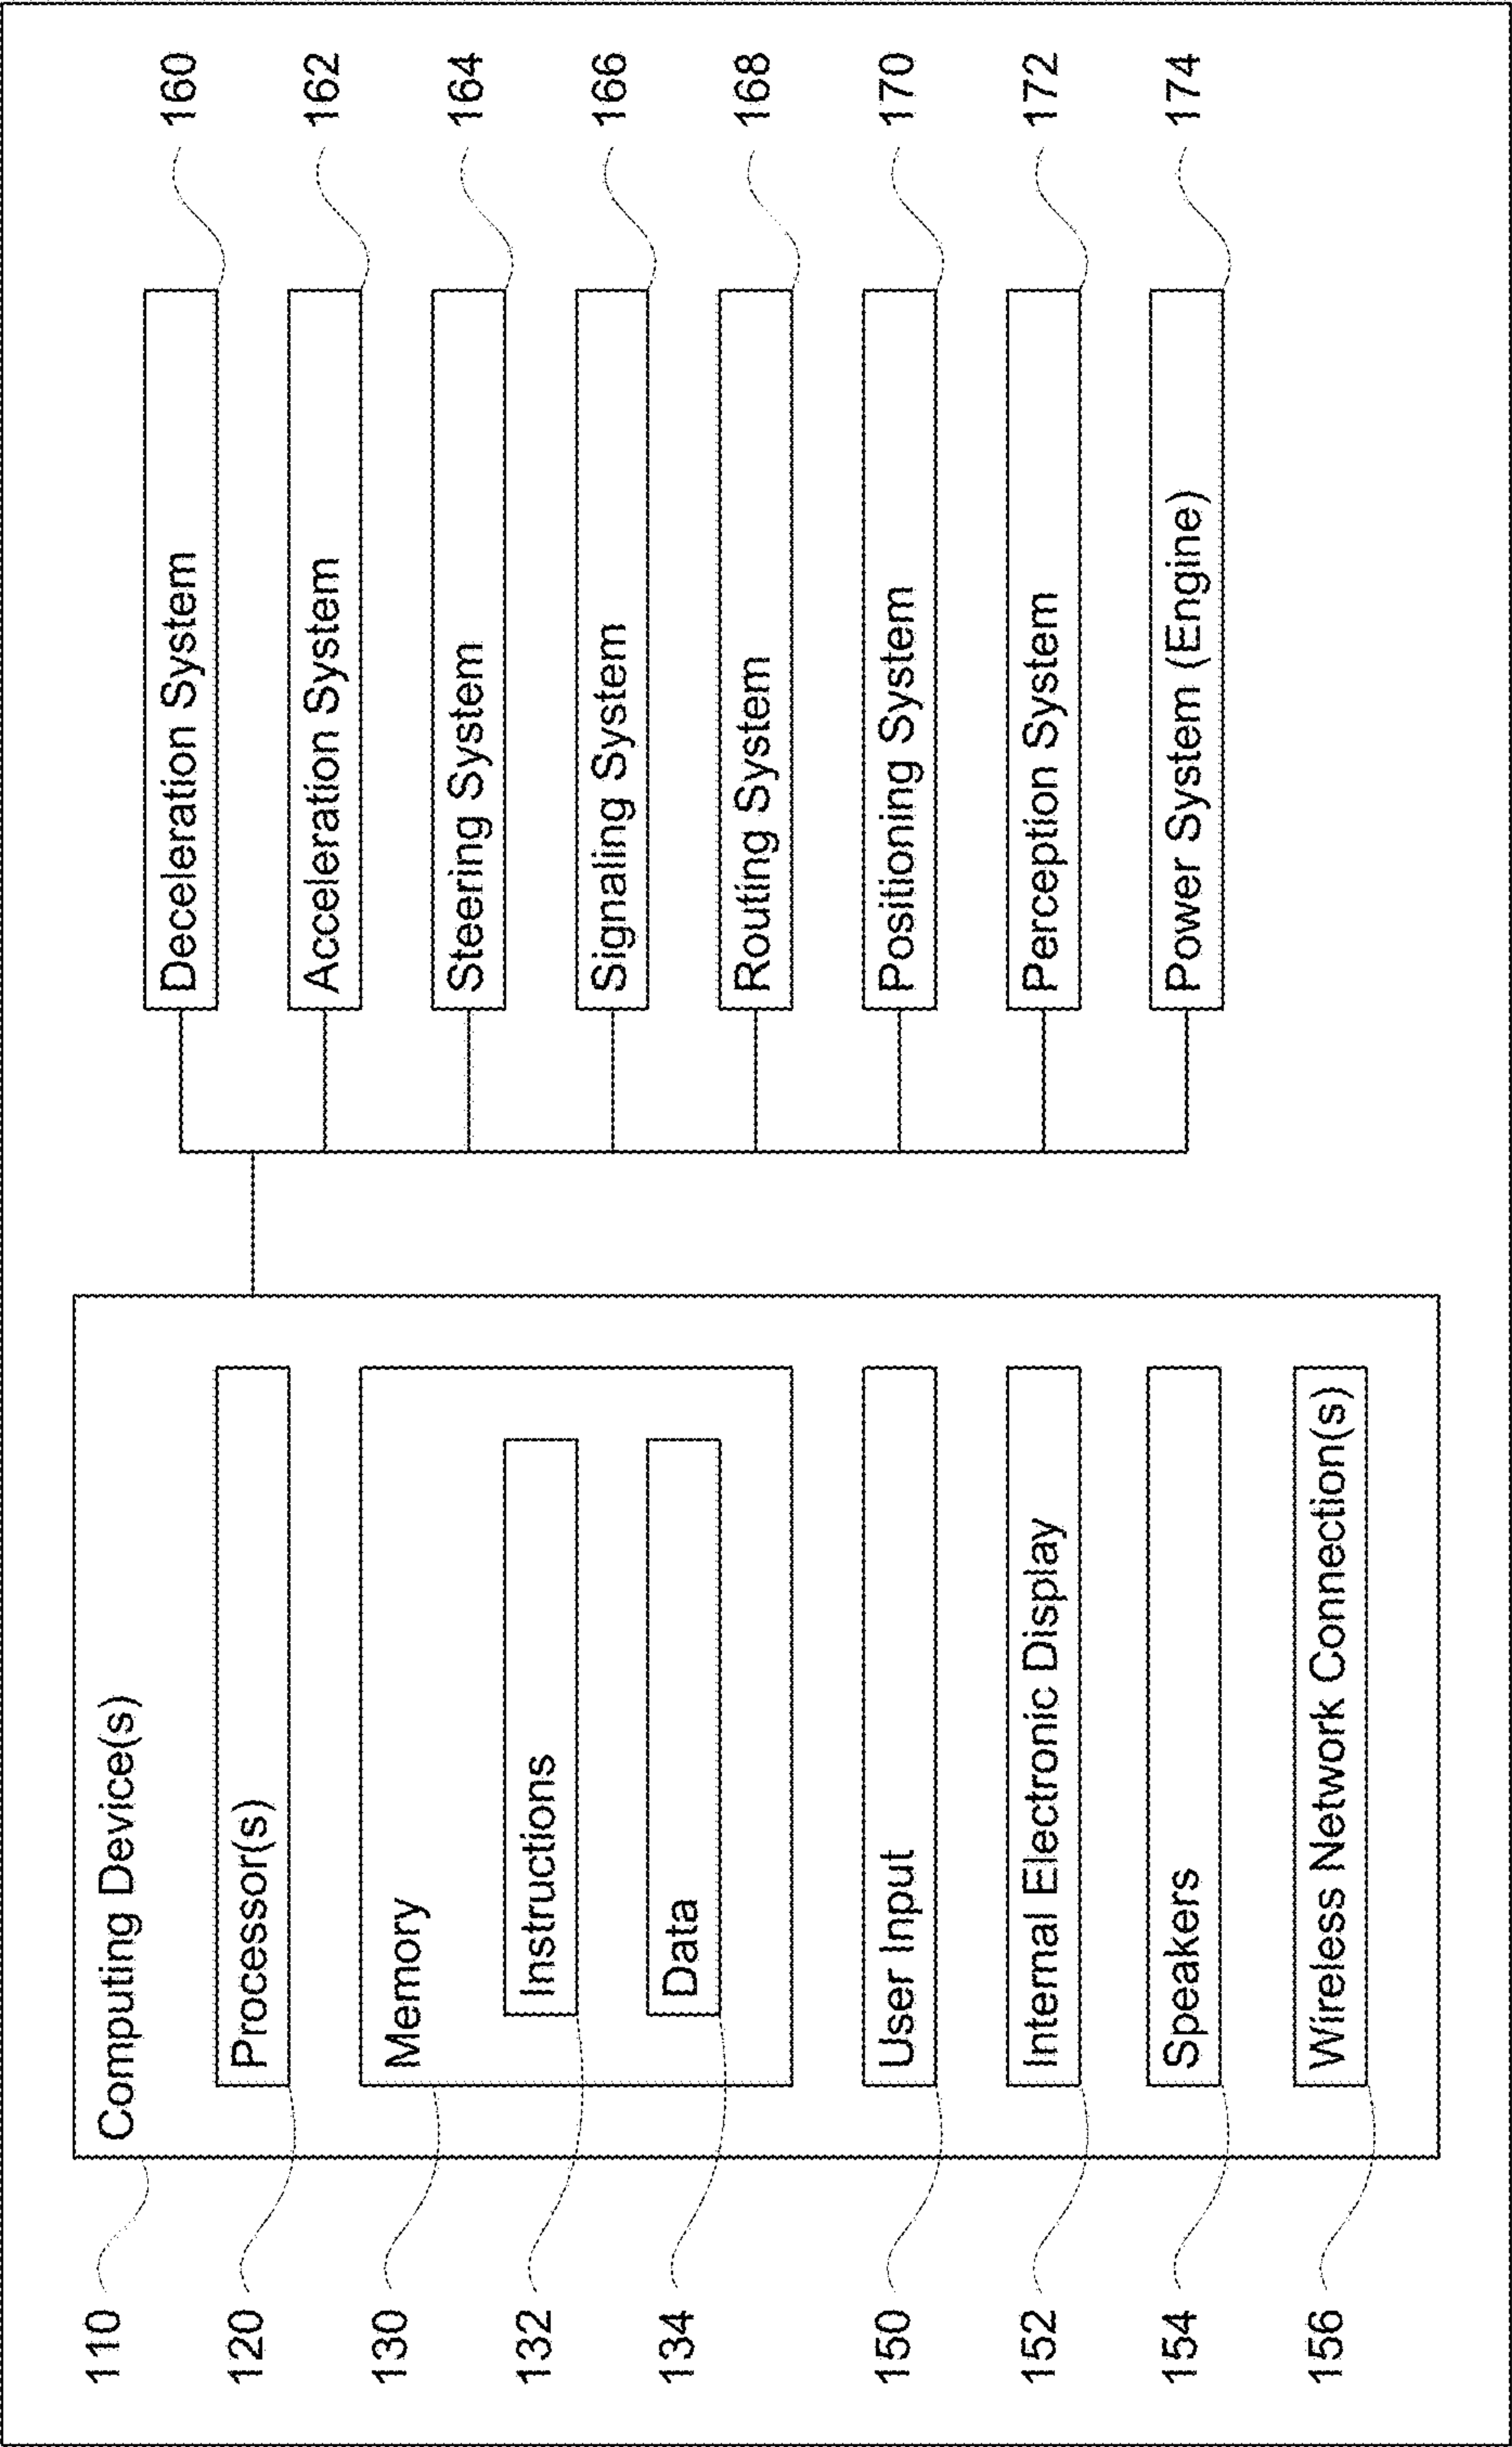 110
Computing Device(s)
120
Processor(s)
130
Memory
132
Instructions
134
Data
150
User Input
152
Internal Electronic Display
154
Speakers
156
Wireless Network Connection(s)
Deceleration System
160
Acceleration System
162
Steering System
164
Signaling System
166
Routing System
168
Positioning System
170
Perception System
172
Power System (Engine)
174